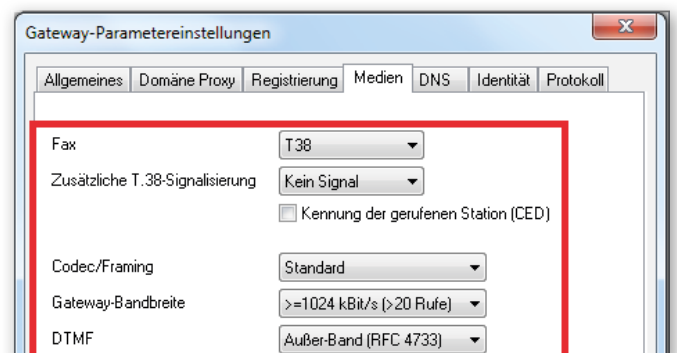 Gateway-Parametereinstellungen
Allgemeines Domäne Proxy Registrierung Medien DNS Identität Protokoll
Fax T38
Zusätzliche T.38-Signalisierung Kein Signal
Kennung der gerufenen Station (CED)
Codec/Framing Standard
Gateway-Bandbreite >=1024 kBit/s (>20 Rufe)
DTMF Außer-Band (RFC 4733)